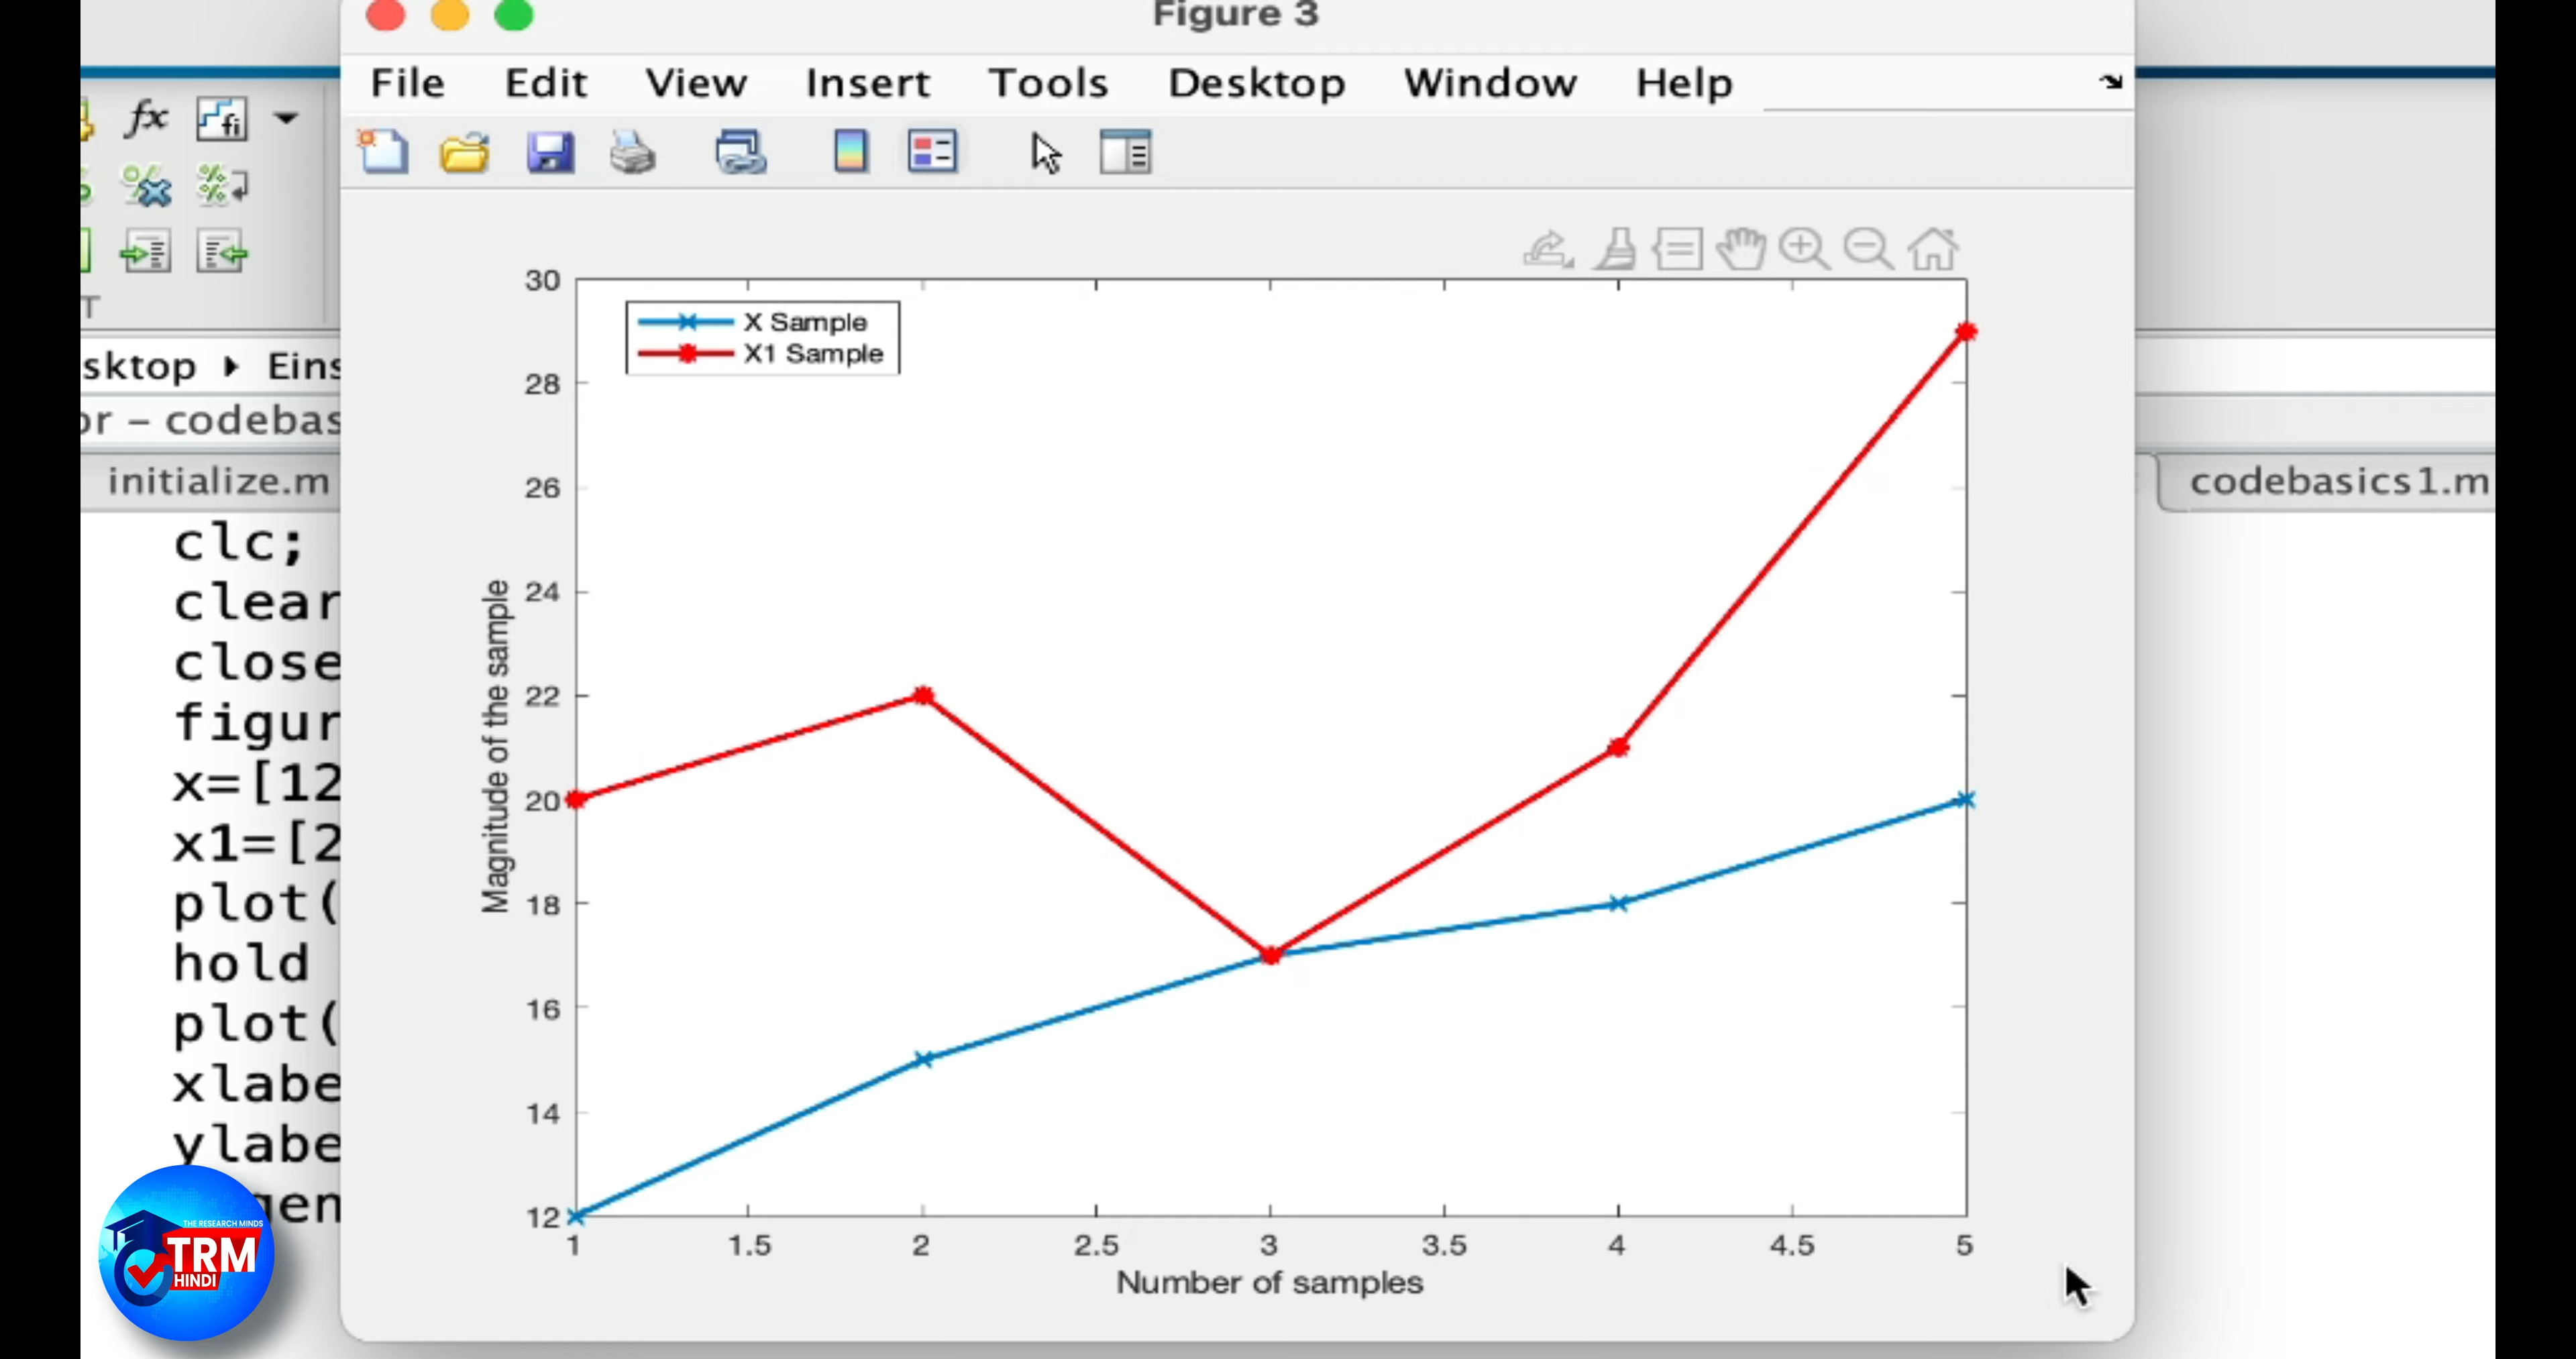 Figure 3
File Edit View Insert Tools Desktop Window Help
fx
fi
T
sktop ▸ Eins
or – codebas
initialize.m
codebasics1.m
clc;
clear
close
figur
x=[12
x1=[2
plot(
hold
plot(
xlabe
ylabe
gen
X Sample
X1 Sample
30
28
26
24
22
20
18
16
14
12
Magnitude of the sample
1 1.5 2 2.5 3 3.5 4 4.5 5
Number of samples
THE RESEARCH MINDS
TRM
HINDI